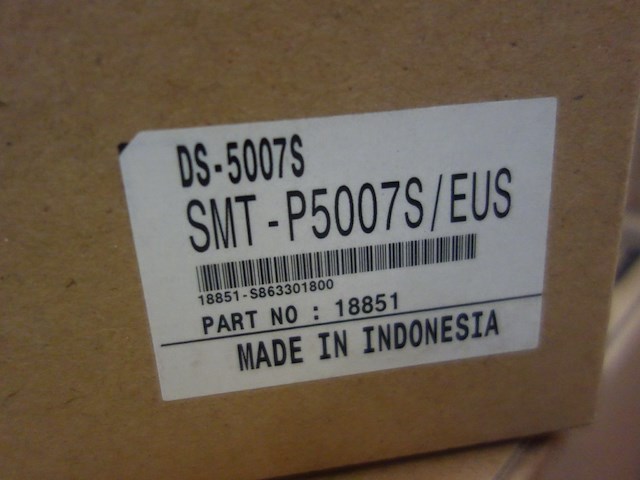 DS-5007S
SMT-P5007S/EUS
18851-S863301800
PART NO : 18851
MADE IN INDONESIA